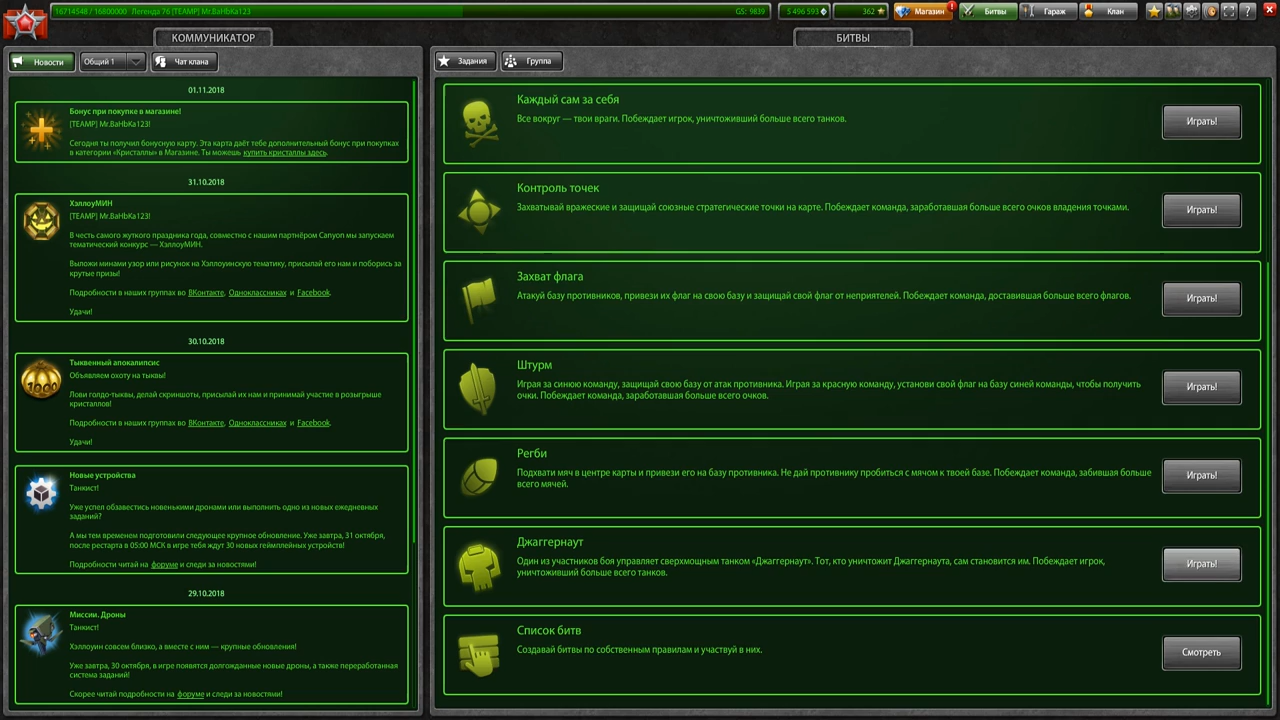 16714548 / 16800000 Легенда 76 [TEAMP] Mr.BaHbKa123
GS: 9839
5 496 593
362
Магазин
Битвы
Гараж
Клан
КОММУНИКАТОР
БИТВЫ
Новости
Общий 1
Чат клана
01.11.2018
Бонус при покупке в магазине!
[TEAMP] Mr.BaHbKa123!
Сегодня ты получил бонусную карту. Эта карта даёт тебе дополнительный бонус при покупках
в категории «Кристаллы» в Магазине. Ты можешь купить кристаллы здесь.
31.10.2018
ХэллоуМИН
[TEAMP] Mr.BaHbKa123!
В честь самого жуткого праздника года, совместно с нашим партнёром Canyon мы запускаем
тематический конкурс — ХэллоуМИН.
Выложи минами узор или рисунок на Хэллоуинскую тематику, присылай его нам и поборись за
крутые призы!
Подробности в наших группах во ВКонтакте, Одноклассниках и Facebook.
Удачи!
30.10.2018
Тыквенный апокалипсис
Объявляем охоту на тыквы!
Лови голдо-тыквы, делай скриншоты, присылай их нам и принимай участие в розыгрыше
кристаллов!
Подробности в наших группах во ВКонтакте, Одноклассниках и Facebook.
Удачи!
1000
Новые устройства
Танкист!
Уже успел обзавестись новенькими дронами или выполнить одно из новых ежедневных
заданий?
А мы тем временем подготовили следующее крупное обновление. Уже завтра, 31 октября,
после рестарта в 05:00 МСК в игре тебя ждут 30 новых геймплейных устройств!
Подробности читай на форуме и следи за новостями!
29.10.2018
Миссии. Дроны
Танкист!
Хэллоуин совсем близко, а вместе с ним — крупные обновления!
Уже завтра, 30 октября, в игре появятся долгожданные новые дроны, а также переработанная
система заданий!
Скорее читай подробности на форуме и следи за новостями!
Задания
Группа
Каждый сам за себя
Все вокруг — твои враги. Побеждает игрок, уничтоживший больше всего танков.
Играть!
Контроль точек
Захватывай вражеские и защищай союзные стратегические точки на карте. Побеждает команда, заработавшая больше всего очков владения точками.
Играть!
Захват флага
Атакуй базу противников, привези их флаг на свою базу и защищай свой флаг от неприятелей. Побеждает команда, доставившая больше всего флагов.
Играть!
Штурм
Играя за синюю команду, защищай свою базу от атак противника. Играя за красную команду, установи свой флаг на базу синей команды, чтобы получить
очки. Побеждает команда, заработавшая больше всего очков.
Играть!
Регби
Подхвати мяч в центре карты и привези его на базу противника. Не дай противнику пробиться с мячом к твоей базе. Побеждает команда, забившая больше
всего мячей.
Играть!
Джаггернаут
Один из участников боя управляет сверхмощным танком «Джаггернаут». Тот, кто уничтожит Джаггернаута, сам становится им. Побеждает игрок,
уничтоживший больше всего танков.
Играть!
Список битв
Создавай битвы по собственным правилам и участвуй в них.
Смотреть